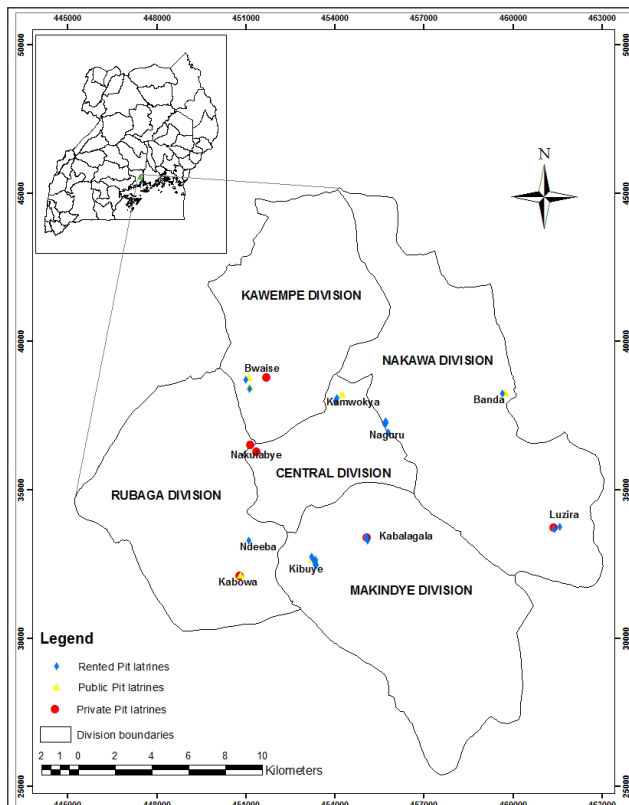 445000 448000 451000 454000 457000 460000 463000
50000
45000
40000
35000
30000
25000
N
KAWEMPE DIVISION
NAKAWA DIVISION
Bwaise
Kamwokya
Banda
Naguru
Nakulabye
CENTRAL DIVISION
RUBAGA DIVISION
Luzira
Kabalagala
Ndeeba
Kibuye
Kabowa
MAKINDYE DIVISION
Legend
Rented Pit latrines
Public Pit latrines
Private Pit latrines
Division boundaries
2 1 0 2 4 6 8 10
Kilometers
445000 448000 451000 454000 457000 460000 463000